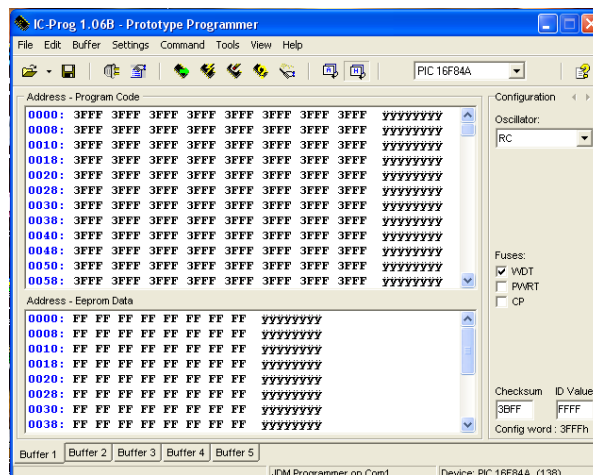 IC-Prog 1.06B - Prototype Programmer
File Edit Buffer Settings Command Tools View Help
PIC 16F84A
Address - Program Code
0000: 3FFF 3FFF 3FFF 3FFF 3FFF 3FFF 3FFF 3FFF ÿÿÿÿÿÿÿÿ
0008: 3FFF 3FFF 3FFF 3FFF 3FFF 3FFF 3FFF 3FFF ÿÿÿÿÿÿÿÿ
0010: 3FFF 3FFF 3FFF 3FFF 3FFF 3FFF 3FFF 3FFF ÿÿÿÿÿÿÿÿ
0018: 3FFF 3FFF 3FFF 3FFF 3FFF 3FFF 3FFF 3FFF ÿÿÿÿÿÿÿÿ
0020: 3FFF 3FFF 3FFF 3FFF 3FFF 3FFF 3FFF 3FFF ÿÿÿÿÿÿÿÿ
0028: 3FFF 3FFF 3FFF 3FFF 3FFF 3FFF 3FFF 3FFF ÿÿÿÿÿÿÿÿ
0030: 3FFF 3FFF 3FFF 3FFF 3FFF 3FFF 3FFF 3FFF ÿÿÿÿÿÿÿÿ
0038: 3FFF 3FFF 3FFF 3FFF 3FFF 3FFF 3FFF 3FFF ÿÿÿÿÿÿÿÿ
0040: 3FFF 3FFF 3FFF 3FFF 3FFF 3FFF 3FFF 3FFF ÿÿÿÿÿÿÿÿ
0048: 3FFF 3FFF 3FFF 3FFF 3FFF 3FFF 3FFF 3FFF ÿÿÿÿÿÿÿÿ
0050: 3FFF 3FFF 3FFF 3FFF 3FFF 3FFF 3FFF 3FFF ÿÿÿÿÿÿÿÿ
0058: 3FFF 3FFF 3FFF 3FFF 3FFF 3FFF 3FFF 3FFF ÿÿÿÿÿÿÿÿ
Address - Eeprom Data
0000: FF FF FF FF FF FF FF FF ÿÿÿÿÿÿÿÿ
0008: FF FF FF FF FF FF FF FF ÿÿÿÿÿÿÿÿ
0010: FF FF FF FF FF FF FF FF ÿÿÿÿÿÿÿÿ
0018: FF FF FF FF FF FF FF FF ÿÿÿÿÿÿÿÿ
0020: FF FF FF FF FF FF FF FF ÿÿÿÿÿÿÿÿ
0028: FF FF FF FF FF FF FF FF ÿÿÿÿÿÿÿÿ
0030: FF FF FF FF FF FF FF FF ÿÿÿÿÿÿÿÿ
0038: FF FF FF FF FF FF FF FF ÿÿÿÿÿÿÿÿ
Configuration
Oscillator:
RC
Fuses:
WDT
PWRT
CP
Checksum ID Value
3BFF FFFF
Config word : 3FFFh
Buffer 1 Buffer 2 Buffer 3 Buffer 4 Buffer 5
JDM Programmer on Com1 Device: PIC 16F84A (138)